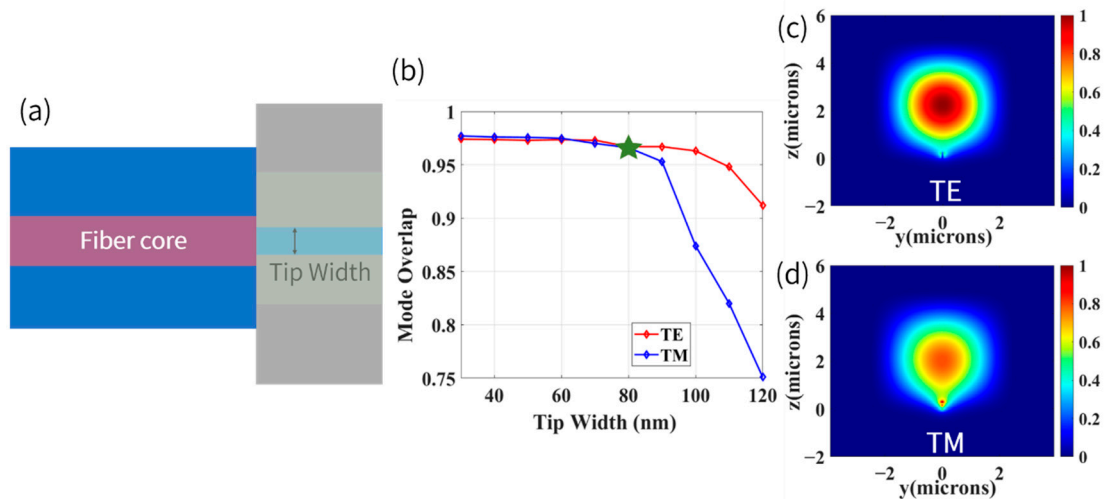 (a)
Fiber core
Tip Width
(b)
Mode Overlap
1
0.95
0.9
0.85
0.8
0.75
40 60 80 100 120
Tip Width (nm)
TE
TM
(c)
z(microns)
6
4
2
0
−2
−2 0 2
y(microns)
TE
1
0.8
0.6
0.4
0.2
0
(d)
z(microns)
6
4
2
0
−2
−2 0 2
y(microns)
TM
1
0.8
0.6
0.4
0.2
0